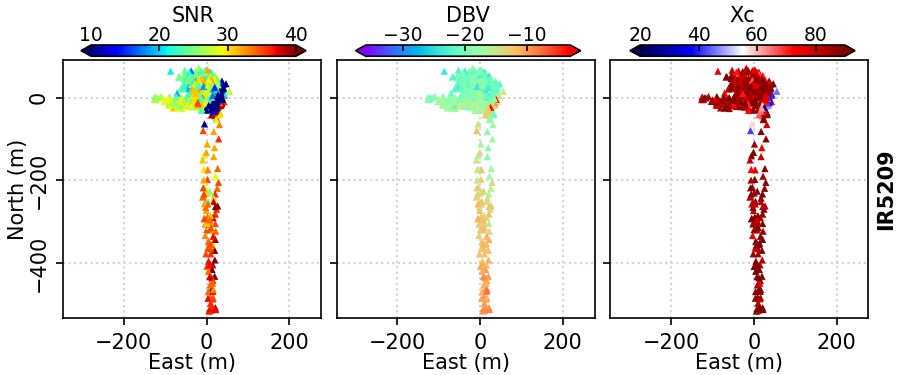 SNR DBV Xc
10 20 30 40 −30 −20 −10 20 40 60 80
0
−200
−400
North (m)
IR5209
−200 0 200 −200 0 200 −200 0 200
East (m) East (m) East (m)